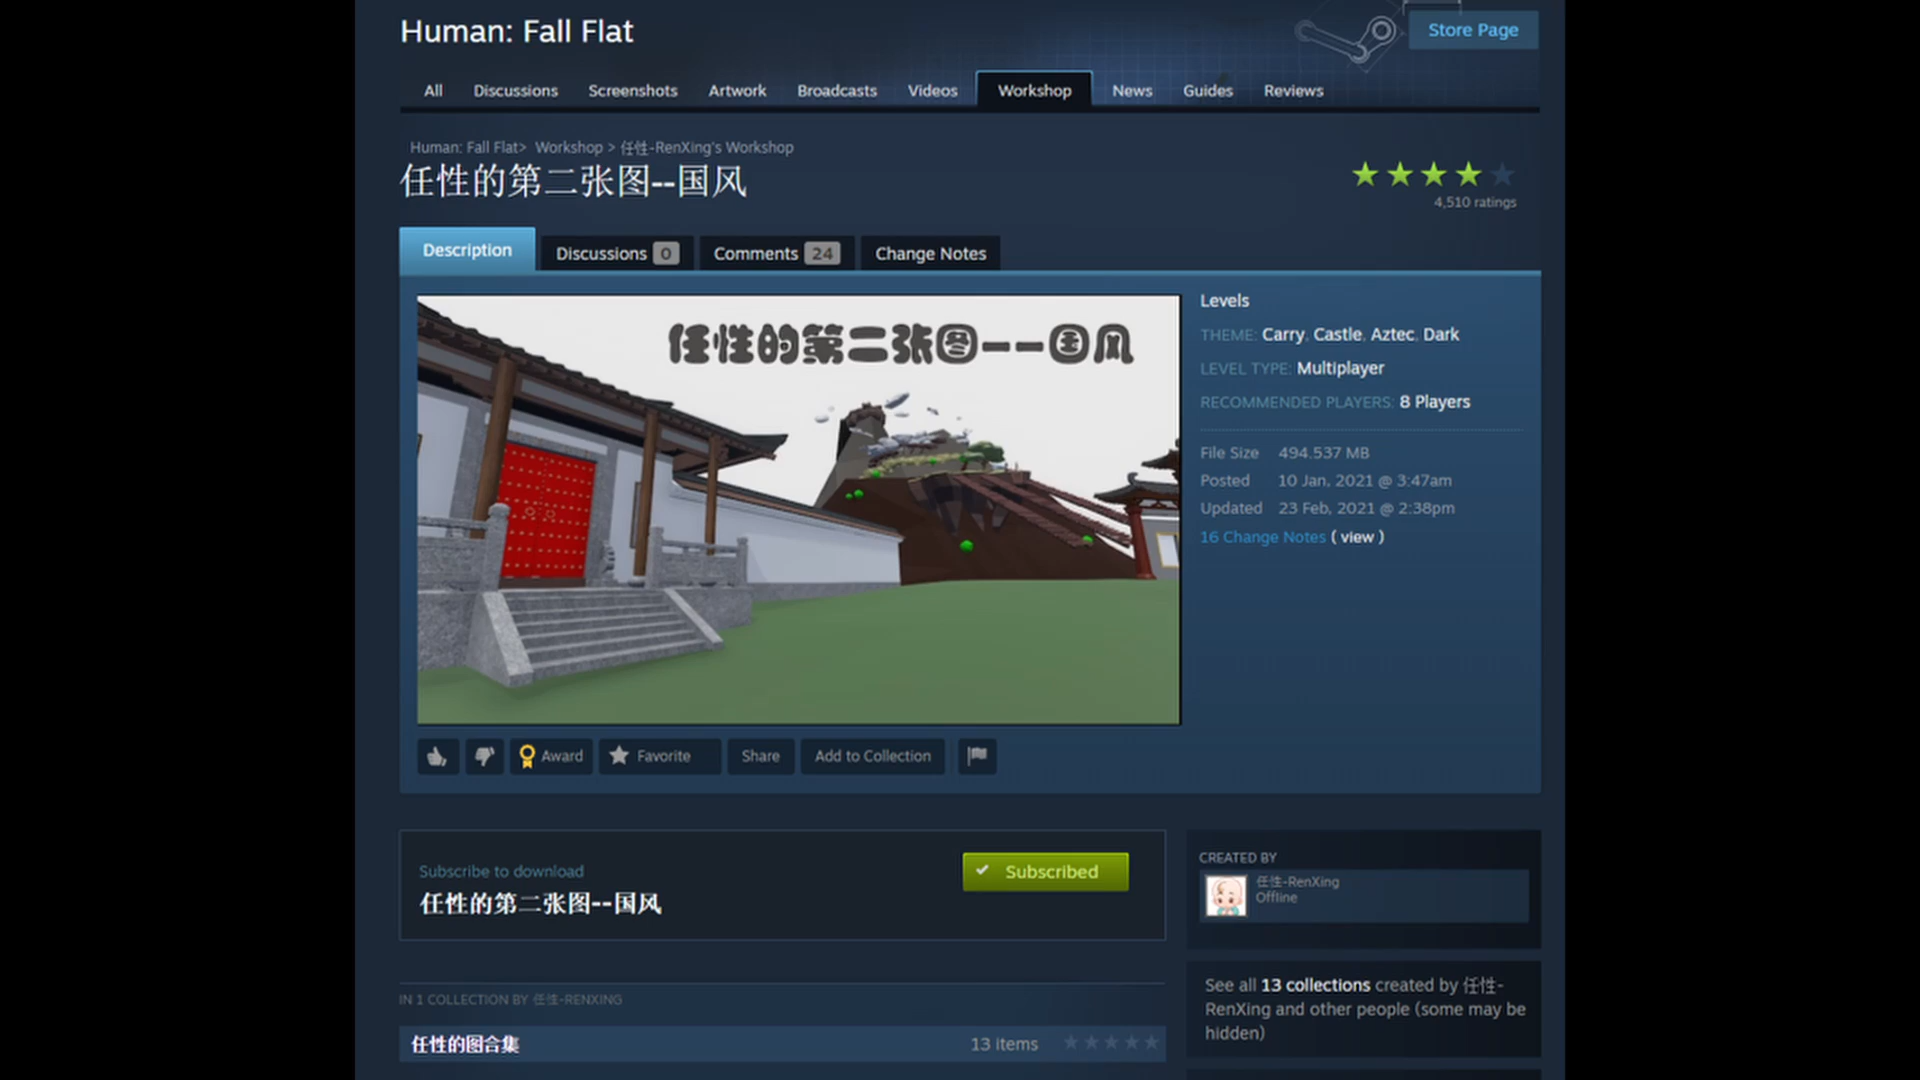 Human: Fall Flat
Store Page
All Discussions Screenshots Artwork Broadcasts Videos Workshop News Guides Reviews
Human: Fall Flat> Workshop > 任性-RenXing's Workshop
任性的第二张图--国风
4,510 ratings
Description Discussions 0 Comments 24 Change Notes
任性的第二张图--国风
Levels
THEME: Carry, Castle, Aztec, Dark
LEVEL TYPE: Multiplayer
RECOMMENDED PLAYERS: 8 Players
File Size 494.537 MB
Posted 10 Jan, 2021 @ 3:47am
Updated 23 Feb, 2021 @ 2:38pm
16 Change Notes ( view )
Award Favorite Share Add to Collection
Subscribe to download
任性的第二张图--国风
Subscribed
CREATED BY
任性-RenXing
Offline
See all 13 collections created by 任性-
RenXing and other people (some may be
hidden)
IN 1 COLLECTION BY 任性-RENXING
任性的图合集
13 items